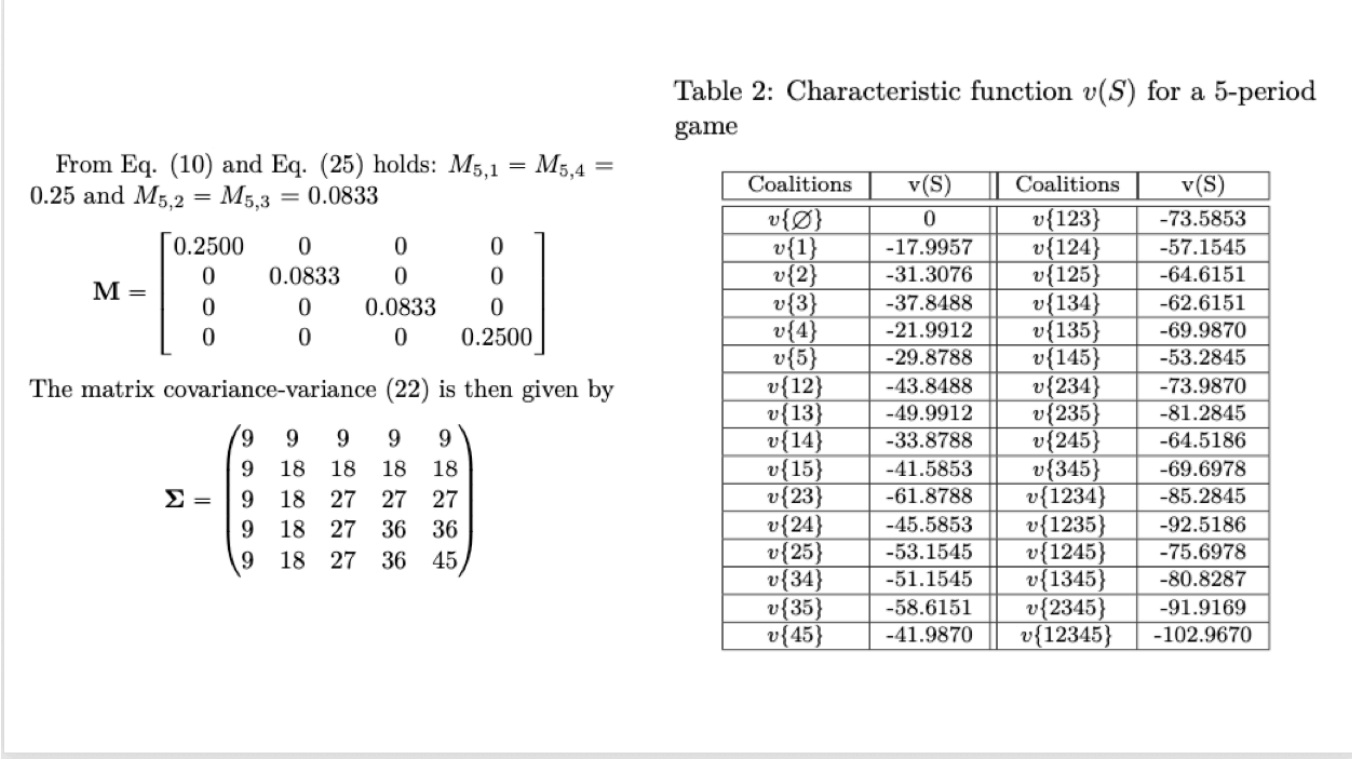 From Eq. (10) and Eq. (25) holds: M5,1 = M5,4 =
0.25 and M5,2 = M5,3 = 0.0833
M =
0.2500 0 0 0
0 0.0833 0 0
0 0 0.0833 0
0 0 0 0.2500
The matrix covariance-variance (22) is then given by
Σ =
9 9 9 9 9
9 18 18 18 18
9 18 27 27 27
9 18 27 36 36
9 18 27 36 45
Table 2: Characteristic function v(S) for a 5-period
game
Coalitions v(S) Coalitions v(S)
v{∅} 0 v{123} -73.5853
v{1} -17.9957 v{124} -57.1545
v{2} -31.3076 v{125} -64.6151
v{3} -37.8488 v{134} -62.6151
v{4} -21.9912 v{135} -69.9870
v{5} -29.8788 v{145} -53.2845
v{12} -43.8488 v{234} -73.9870
v{13} -49.9912 v{235} -81.2845
v{14} -33.8788 v{245} -64.5186
v{15} -41.5853 v{345} -69.6978
v{23} -61.8788 v{1234} -85.2845
v{24} -45.5853 v{1235} -92.5186
v{25} -53.1545 v{1245} -75.6978
v{34} -51.1545 v{1345} -80.8287
v{35} -58.6151 v{2345} -91.9169
v{45} -41.9870 v{12345} -102.9670